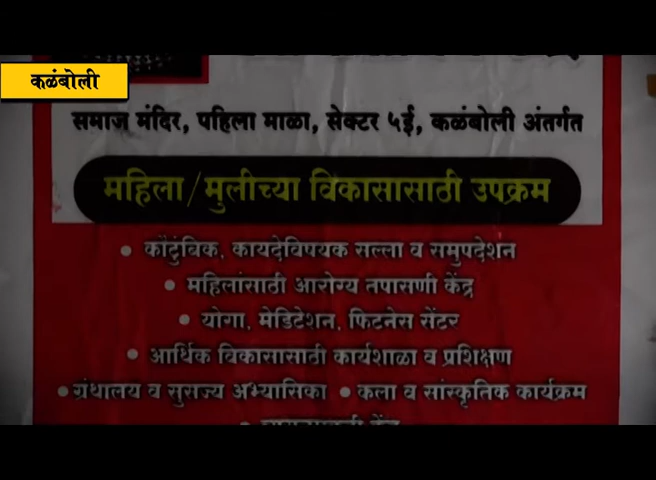 कळंबोली
समाज मंदिर, पहिला माळा, सेक्टर ५ई, कळंबोली अंतर्गत
महिला/मुलीच्या विकासासाठी उपक्रम
• कौटुंबिक, कायदेविषयक सल्ला व समुपदेशन
• महिलांसाठी आरोग्य तपासणी केंद्र
• योगा, मेडिटेशन, फिटनेस सेंटर
• आर्थिक विकासासाठी कार्यशाळा व प्रशिक्षण
• ग्रंथालय व सुसज्य अभ्यासिका • कला व सांस्कृतिक कार्यक्रम